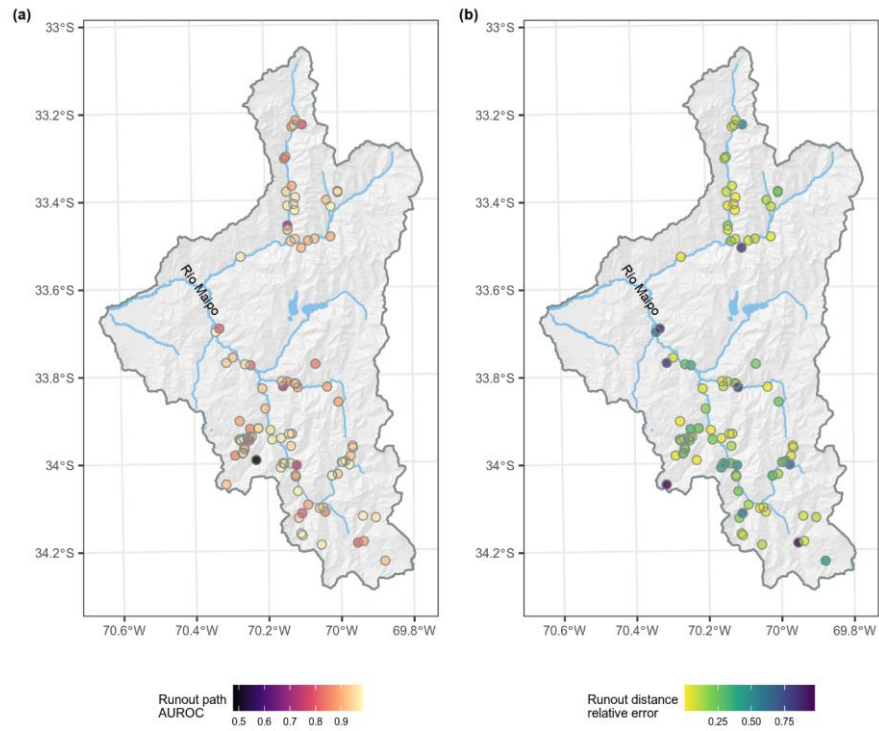 (a)
33°S
33.2°S
33.4°S
33.6°S
33.8°S
34°S
34.2°S
Rio Maipo
70.6°W 70.4°W 70.2°W 70°W 69.8°W
Runout path
AUROC
0.5 0.6 0.7 0.8 0.9
(b)
33°S
33.2°S
33.4°S
33.6°S
33.8°S
34°S
34.2°S
Rio Maipo
70.6°W 70.4°W 70.2°W 70°W 69.8°W
Runout distance
relative error
0.25 0.50 0.75